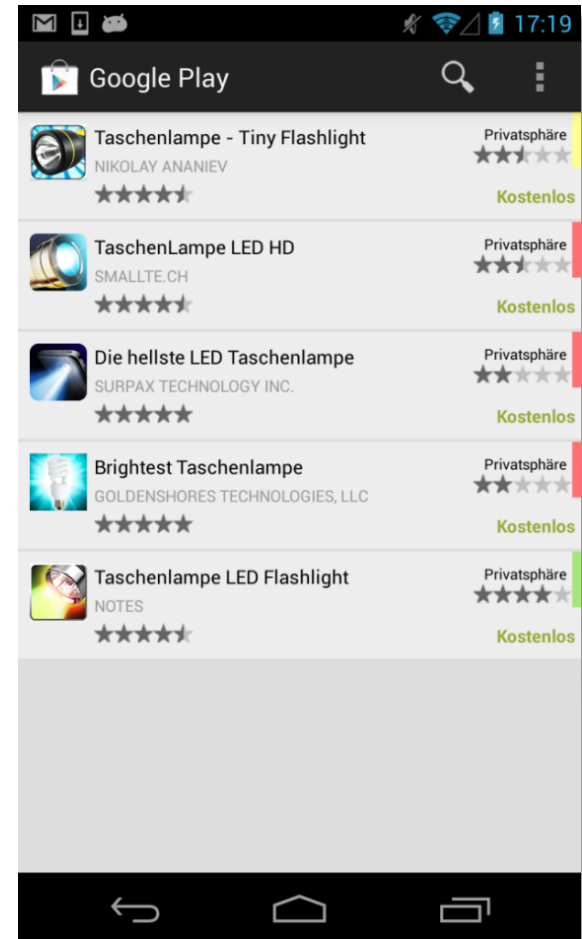 17:19
Google Play
Taschenlampe - Tiny Flashlight
Privatsphäre
NIKOLAY ANANIEV
Kostenlos
TaschenLampe LED HD
Privatsphäre
SMALLTE.CH
Kostenlos
Die hellste LED Taschenlampe
Privatsphäre
SURPAX TECHNOLOGY INC.
Kostenlos
Brightest Taschenlampe
Privatsphäre
GOLDENSHORES TECHNOLOGIES, LLC
Kostenlos
Taschenlampe LED Flashlight
Privatsphäre
NOTES
Kostenlos